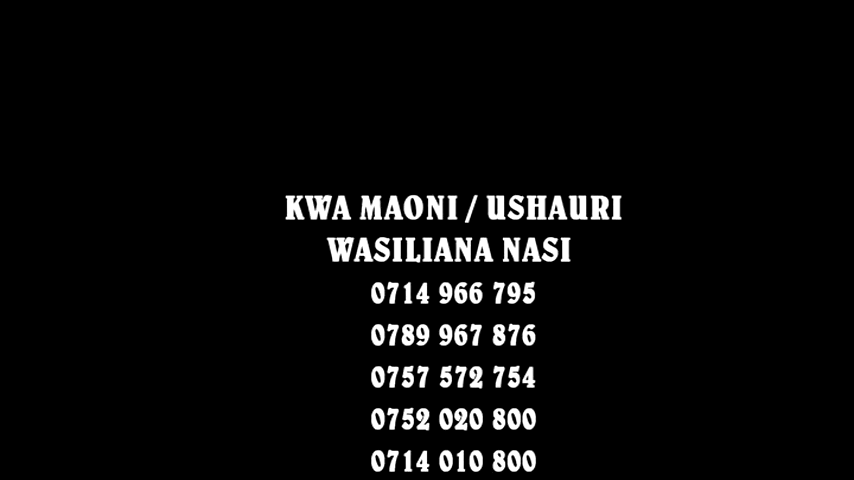 KWA MAONI / USHAURI
WASILIANA NASI
0714 966 795
0789 967 876
0757 572 754
0752 020 800
0714 010 800